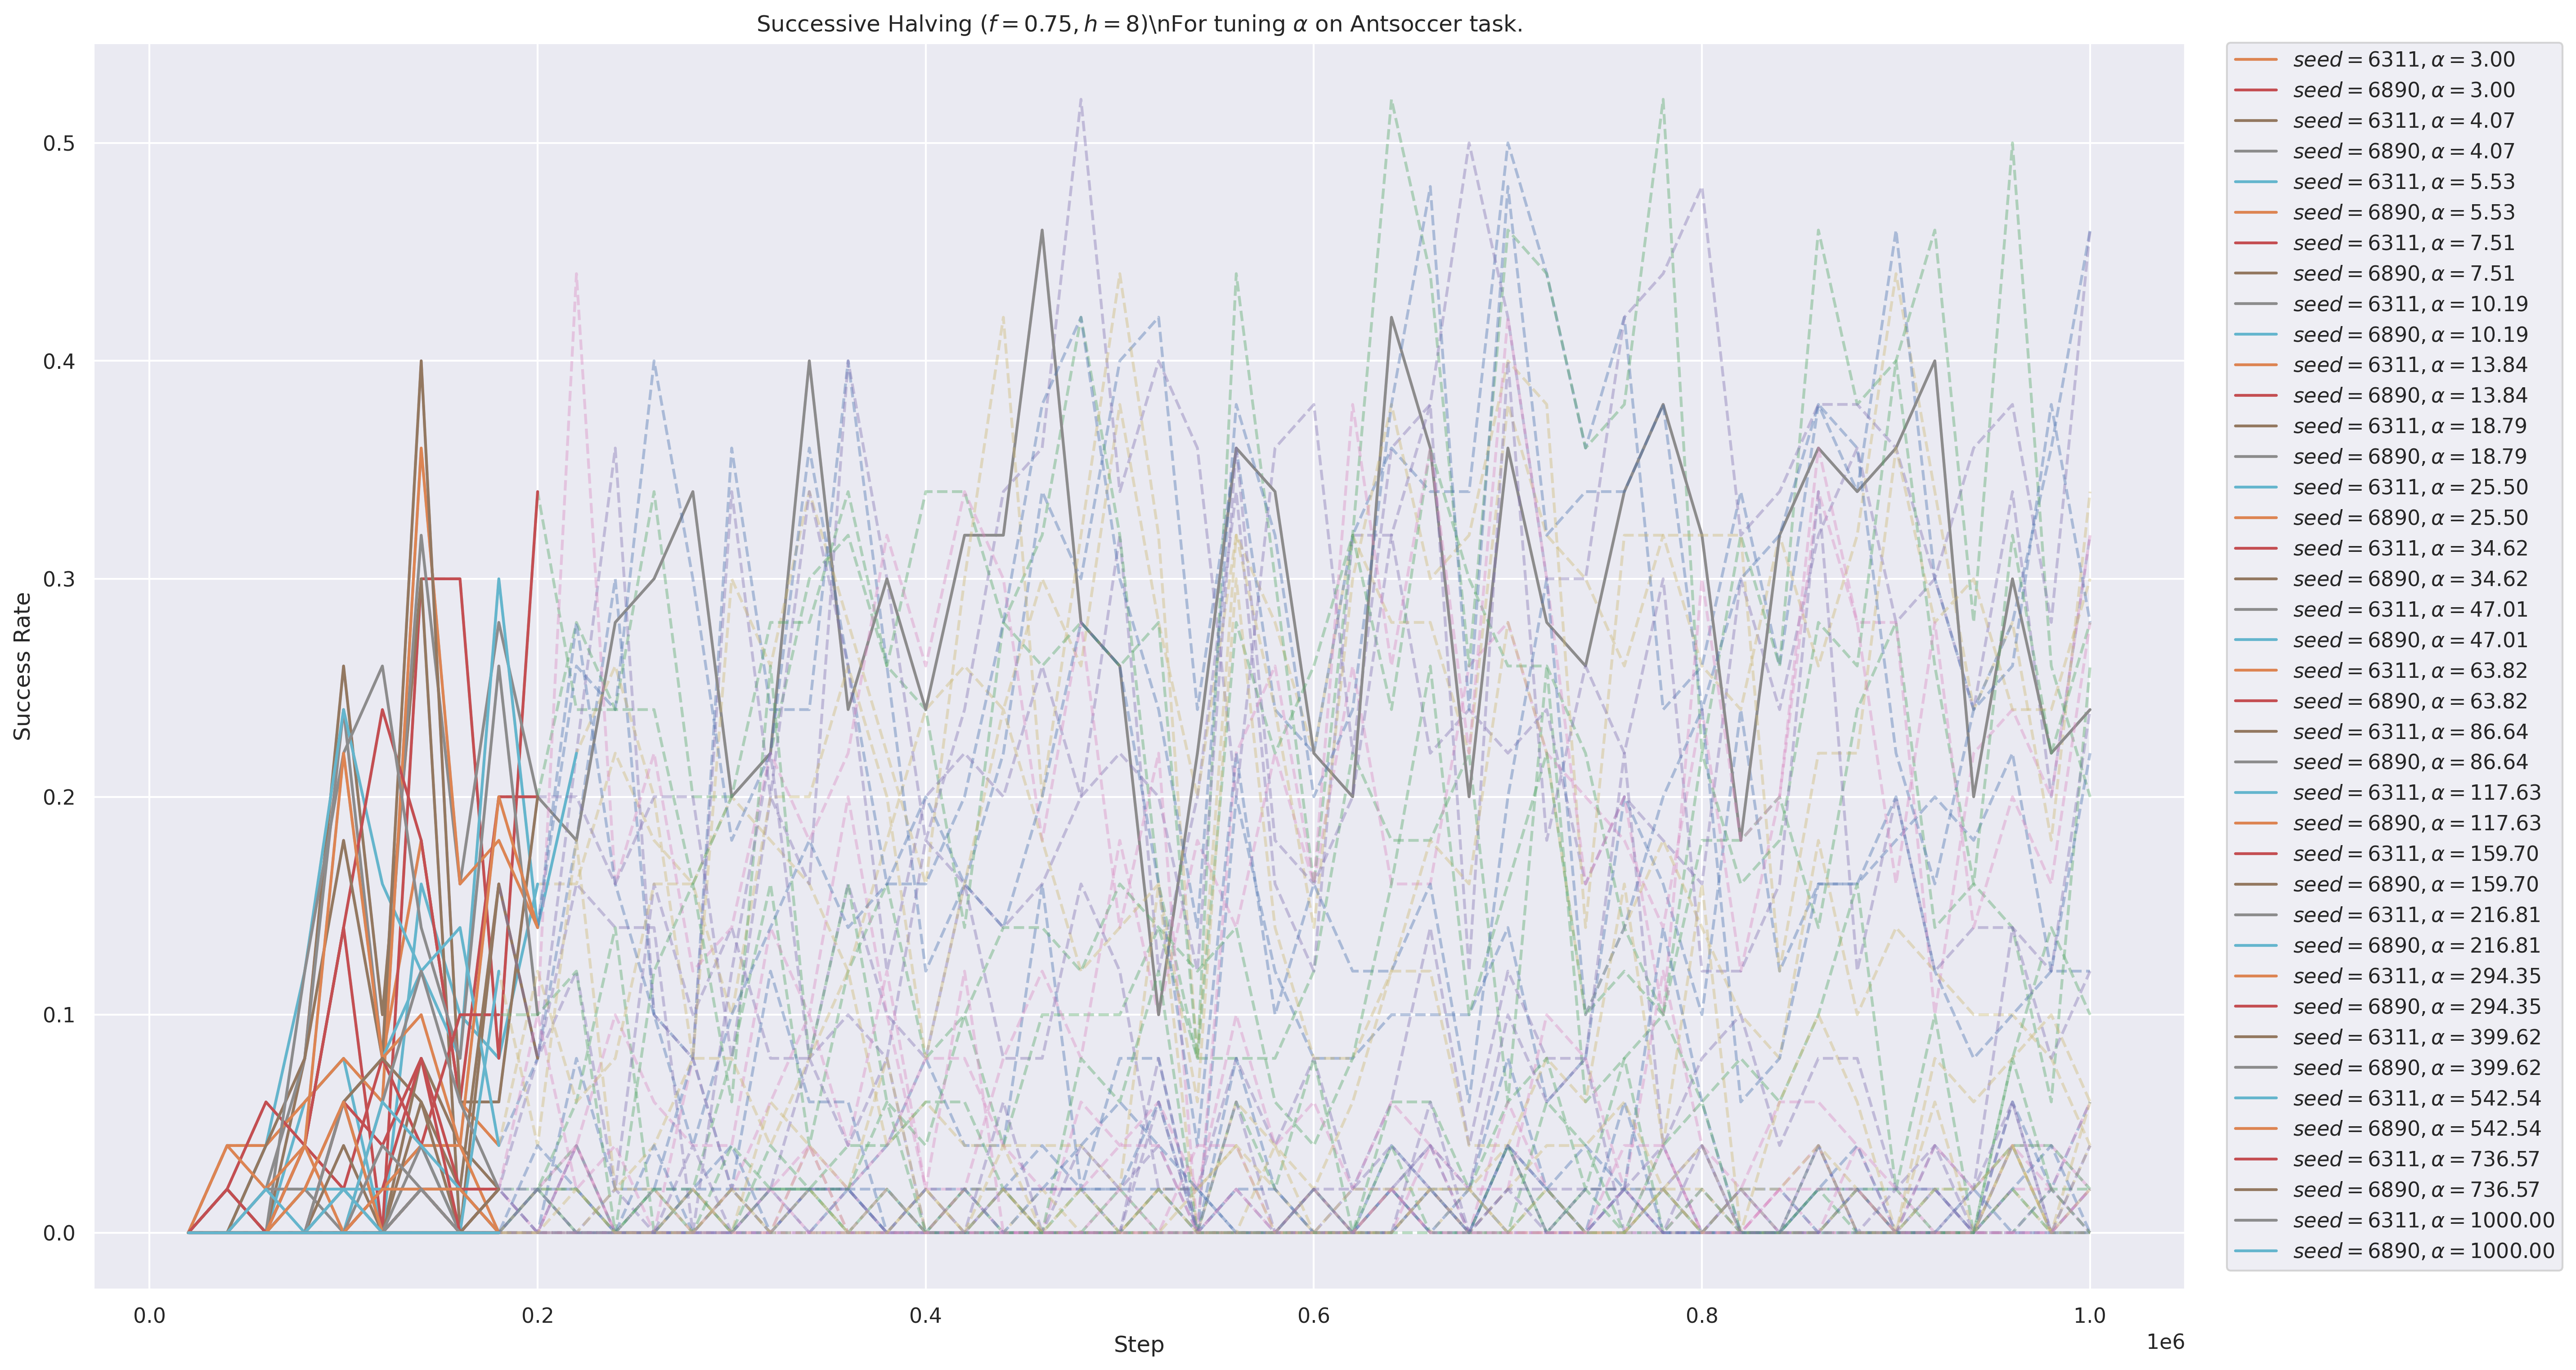 Successive Halving (f = 0.75, h = 8)\nFor tuning α on Antsoccer task.
Success Rate
0.5
0.4
0.3
0.2
0.1
0.0
0.0 0.2 0.4 0.6 0.8 1.0
1e6
Step
seed = 6311, α = 3.00
seed = 6890, α = 3.00
seed = 6311, α = 4.07
seed = 6890, α = 4.07
seed = 6311, α = 5.53
seed = 6890, α = 5.53
seed = 6311, α = 7.51
seed = 6890, α = 7.51
seed = 6311, α = 10.19
seed = 6890, α = 10.19
seed = 6311, α = 13.84
seed = 6890, α = 13.84
seed = 6311, α = 18.79
seed = 6890, α = 18.79
seed = 6311, α = 25.50
seed = 6890, α = 25.50
seed = 6311, α = 34.62
seed = 6890, α = 34.62
seed = 6311, α = 47.01
seed = 6890, α = 47.01
seed = 6311, α = 63.82
seed = 6890, α = 63.82
seed = 6311, α = 86.64
seed = 6890, α = 86.64
seed = 6311, α = 117.63
seed = 6890, α = 117.63
seed = 6311, α = 159.70
seed = 6890, α = 159.70
seed = 6311, α = 216.81
seed = 6890, α = 216.81
seed = 6311, α = 294.35
seed = 6890, α = 294.35
seed = 6311, α = 399.62
seed = 6890, α = 399.62
seed = 6311, α = 542.54
seed = 6890, α = 542.54
seed = 6311, α = 736.57
seed = 6890, α = 736.57
seed = 6311, α = 1000.00
seed = 6890, α = 1000.00